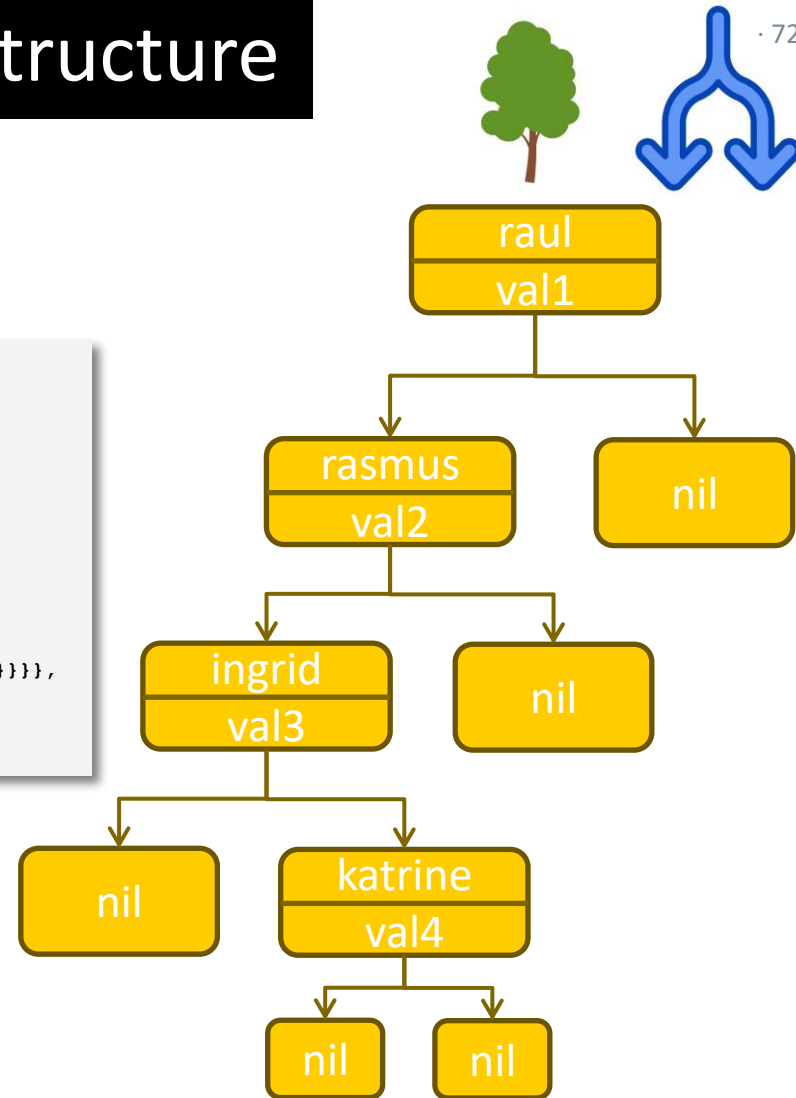 tructure
· 72
raul
val1
rasmus
val2
nil
}}}},
ingrid
val3
nil
nil
katrine
val4
nil
nil